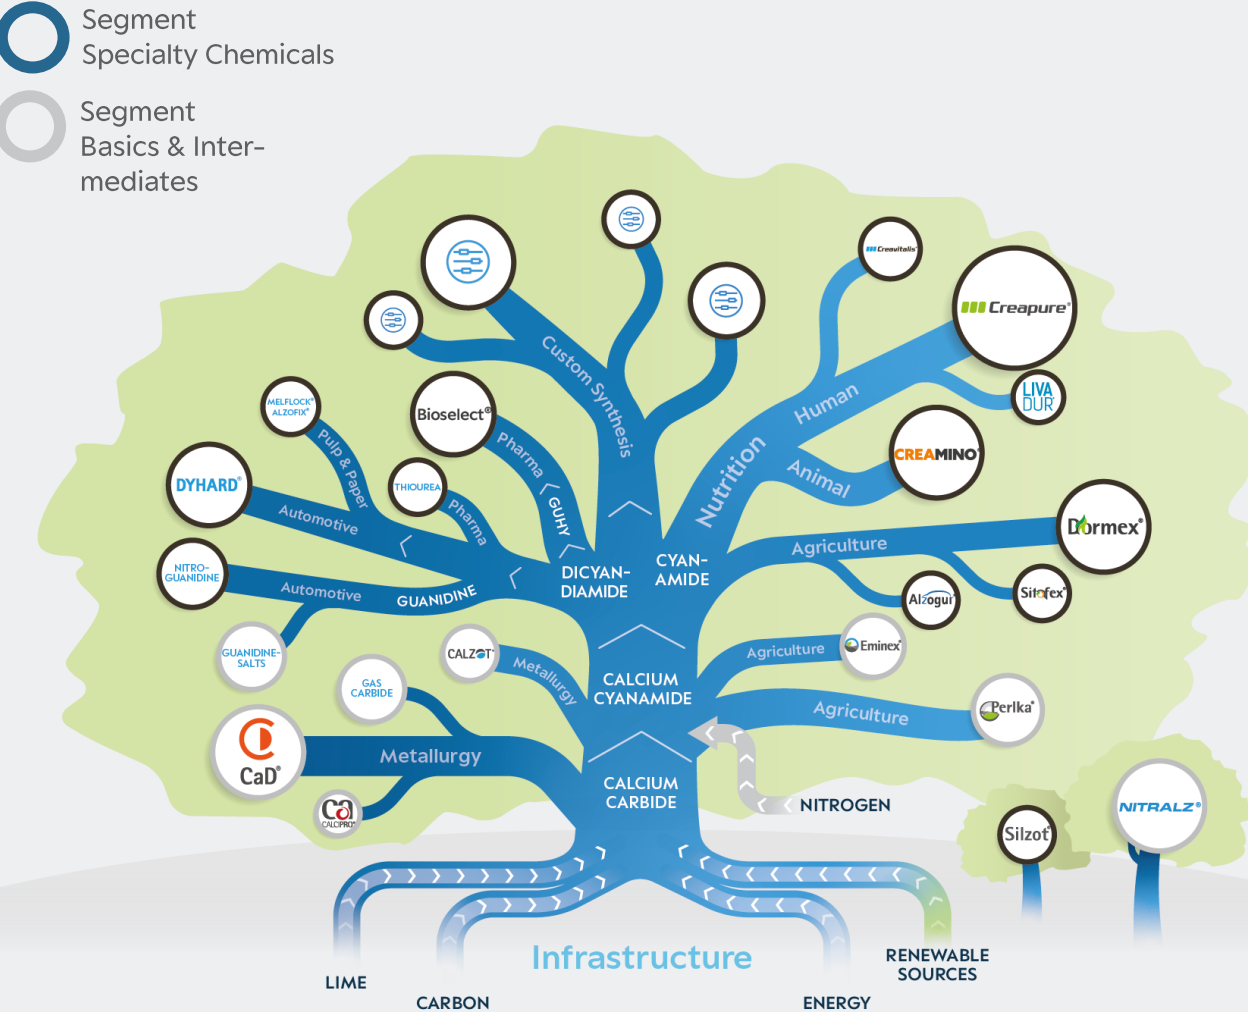 Segment
Specialty Chemicals
Segment
Basics & Inter-
mediates
Creavitalis®
Creapure®
Custom Synthesis
MELFLOCK®
ALZOFIX®
Bioselect®
Human
LIVA
DUR®
Pulp & Paper
Pharma
Nutrition
CREAMINO®
Animal
DYHARD®
THIOUREA
GUHY
Pharma
Automotive
Dormex®
Agriculture
CYAN-
AMIDE
DICYAN-
DIAMIDE
NITRO-
GUANIDINE
Automotive
GUANIDINE
Alzogur®
Sitofex®
GUANIDINE-
SALTS
CALZOT®
Metallurgy
Agriculture
Eminex®
GAS
CARBIDE
CALCIUM
CYANAMIDE
Agriculture
Perlka®
CaD®
Metallurgy
CALCIUM
CARBIDE
NITROGEN
Ca
CALCIPRO®
Silzot®
NITRALZ®
Infrastructure
RENEWABLE
SOURCES
LIME
CARBON
ENERGY